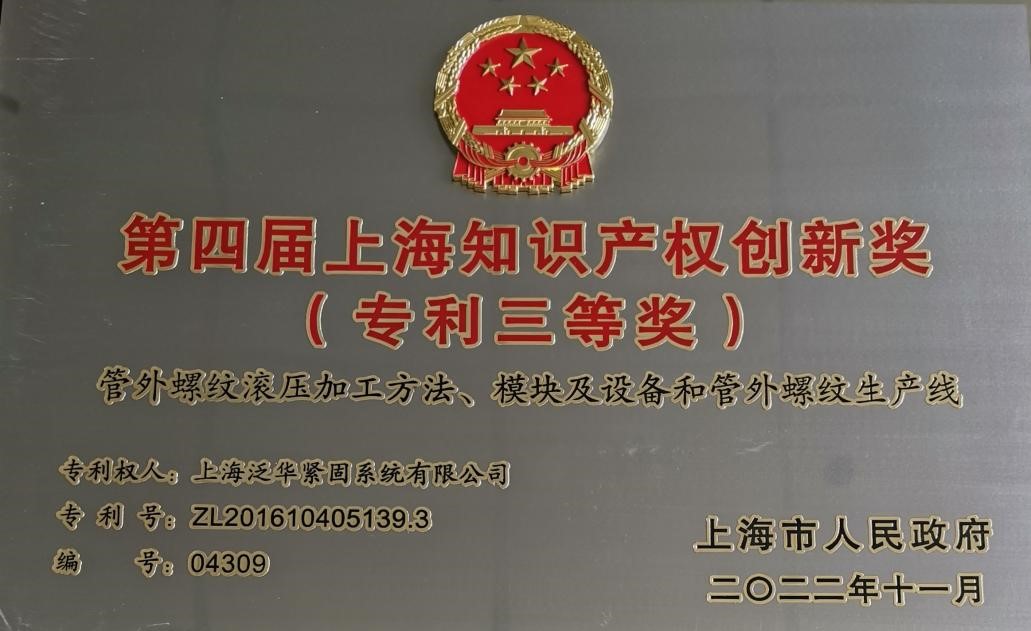 第四届上海知识产权创新奖
（专利三等奖）
管外螺纹滚压加工方法、模块及设备和管外螺纹生产线
专利权人：上海泛华紧固系统有限公司
专 利 号：ZL201610405139.3
编 号：04309
上海市人民政府
二〇二二年十一月